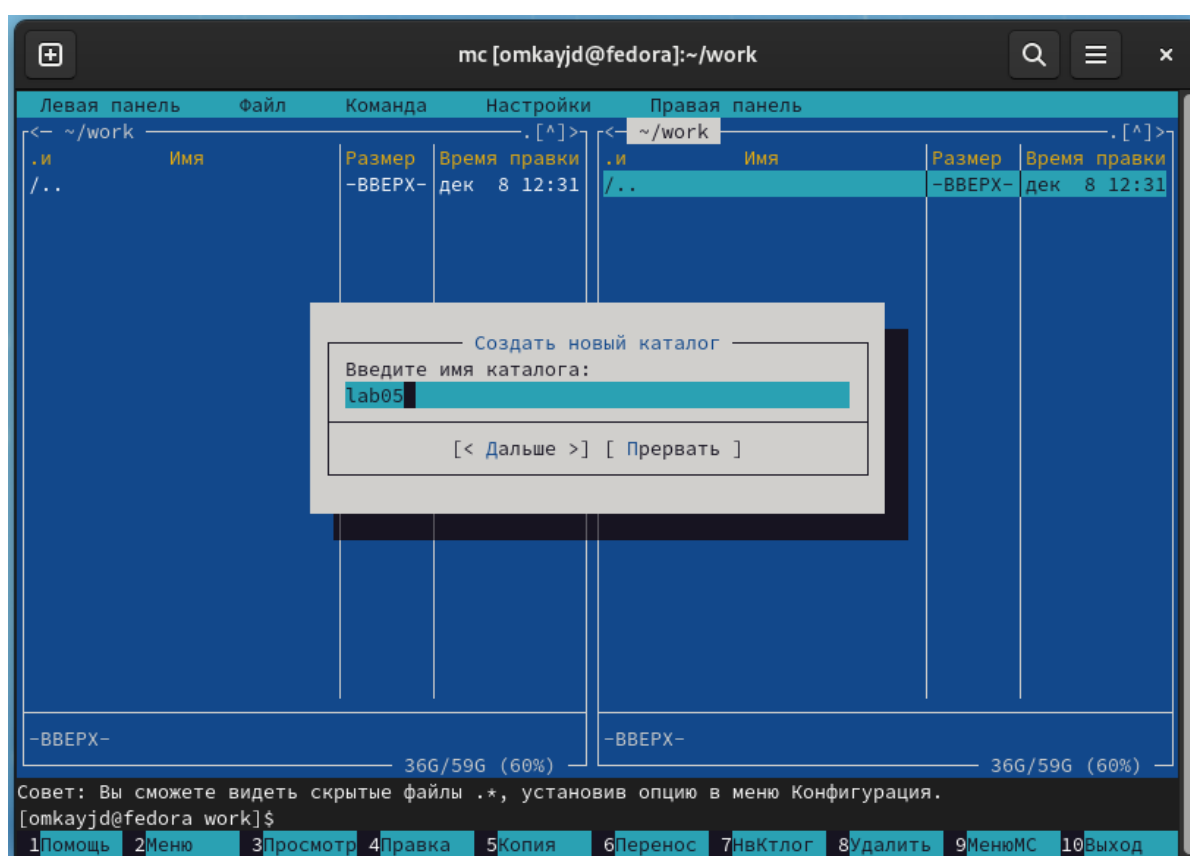 mc [omkayjd@fedora]:~/work
Левая панель Файл Команда Настройки Правая панель
<— ~/work .[^]> <— ~/work .[^]>
.и Имя Размер Время правки .и Имя Размер Время правки
/.. -ВВЕРХ- дек 8 12:31 /.. -ВВЕРХ- дек 8 12:31
Создать новый каталог
Введите имя каталога:
lab05
[< Дальше >] [ Прервать ]
-ВВЕРХ- -ВВЕРХ-
36G/59G (60%) 36G/59G (60%)
Совет: Вы сможете видеть скрытые файлы .*, установив опцию в меню Конфигурация.
[omkayjd@fedora work]$
1Помощь 2Меню 3Просмотр 4Правка 5Копия 6Перенос 7НвКтлог 8Удалить 9МенюМС 10Выход